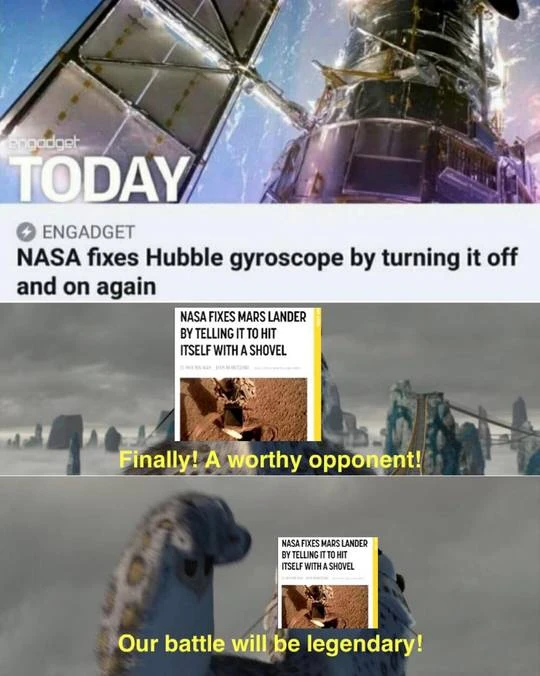 engadget
TODAY
ENGADGET
NASA fixes Hubble gyroscope by turning it off
and on again
NASA FIXES MARS LANDER
BY TELLING IT TO HIT
ITSELF WITH A SHOVEL
Finally! A worthy opponent!
NASA FIXES MARS LANDER
BY TELLING IT TO HIT
ITSELF WITH A SHOVEL
Our battle will be legendary!